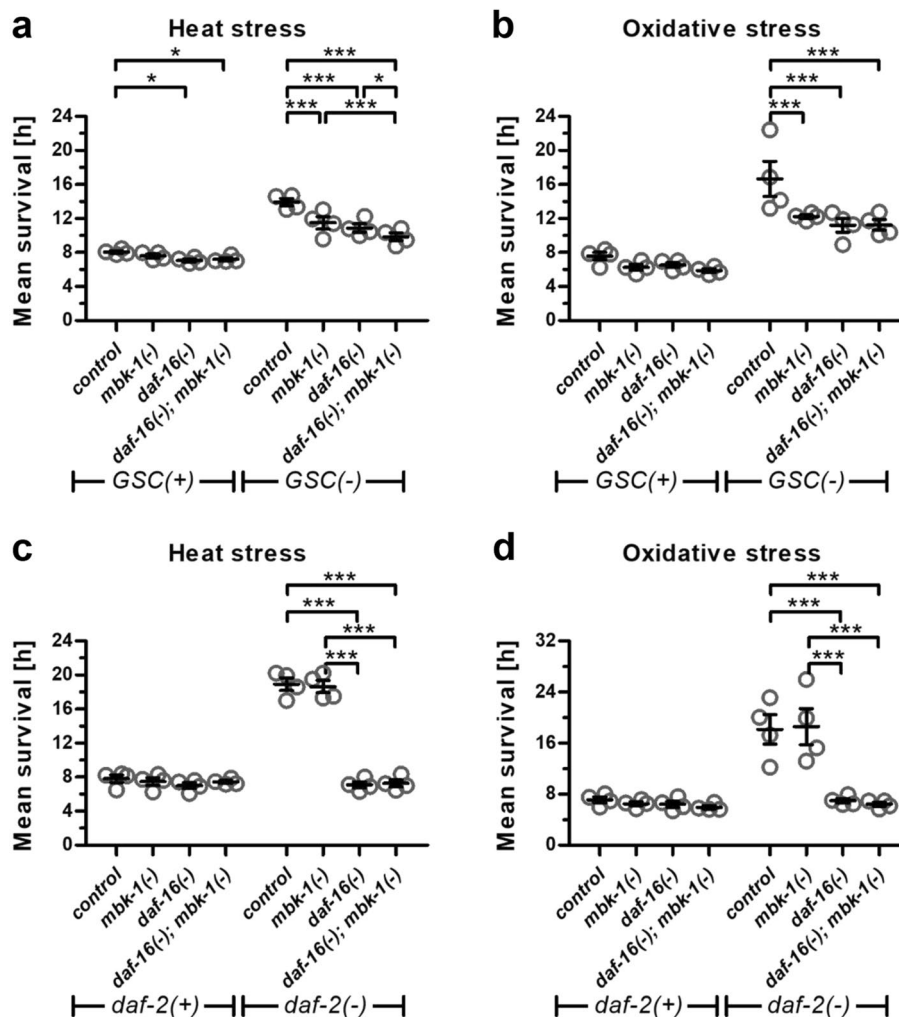 a
Heat stress
* ***
* *** *
*** ***
Mean survival [h]
24
20
16
12
8
4
0
control
mbk-1(-)
daf-16(-)
daf-16(-); mbk-1(-)
control
mbk-1(-)
daf-16(-)
daf-16(-); mbk-1(-)
GSC(+)
GSC(-)
b
Oxidative stress
***
***
***
Mean survival [h]
24
20
16
12
8
4
0
control
mbk-1(-)
daf-16(-)
daf-16(-); mbk-1(-)
control
mbk-1(-)
daf-16(-)
daf-16(-); mbk-1(-)
GSC(+)
GSC(-)
c
Heat stress
***
***
***
***
Mean survival [h]
24
20
16
12
8
4
0
control
mbk-1(-)
daf-16(-)
daf-16(-); mbk-1(-)
control
mbk-1(-)
daf-16(-)
daf-16(-); mbk-1(-)
daf-2(+)
daf-2(-)
d
Oxidative stress
***
***
***
***
Mean survival [h]
32
24
16
8
0
control
mbk-1(-)
daf-16(-)
daf-16(-); mbk-1(-)
control
mbk-1(-)
daf-16(-)
daf-16(-); mbk-1(-)
daf-2(+)
daf-2(-)